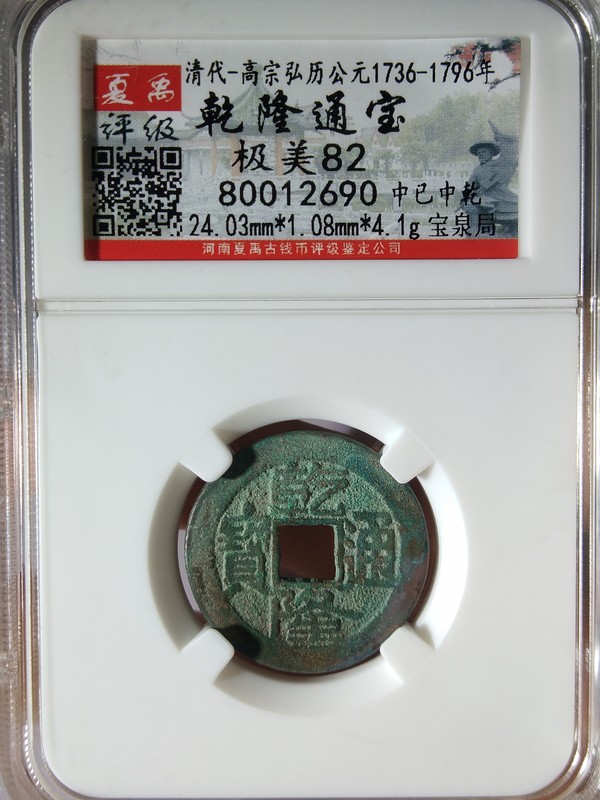 清代-高宗弘历公元1736-1796年
夏禹
评级
乾隆通宝
极美82
80012690 中已中乾
24.03mm*1.08mm*4.1g 宝泉局
河南夏禹古钱币评级鉴定公司
乾隆通寶